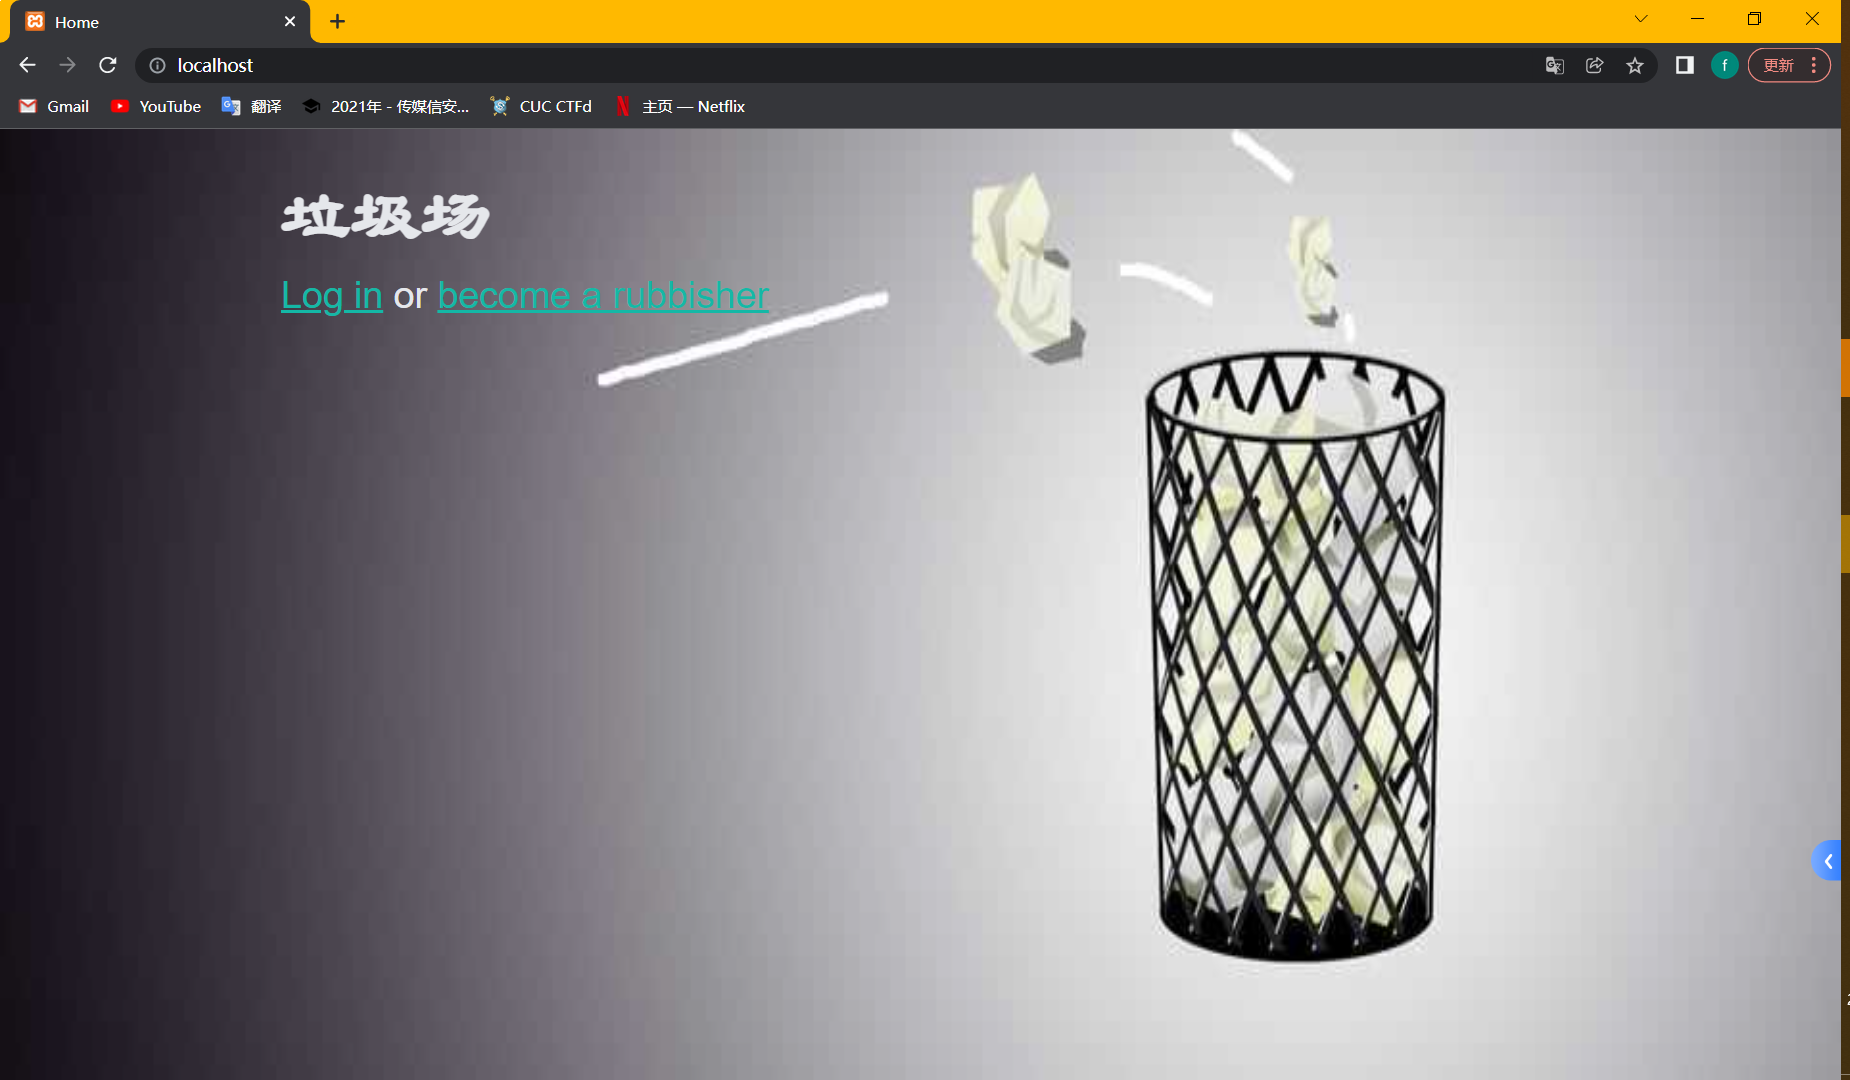 Home
localhost
更新
f
Gmail YouTube 翻译 2021年 - 传媒信安... CUC CTFd 主页 — Netflix
垃圾场
Log in or become a rubbisher